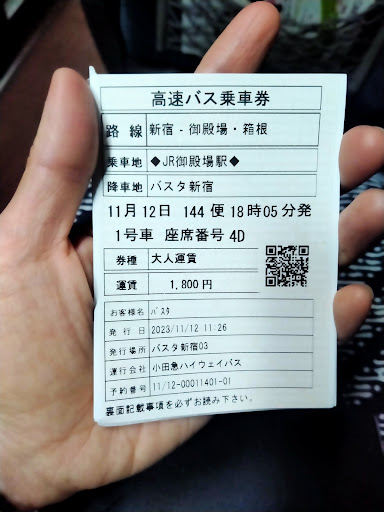 高速バス乗車券
路線 新宿 - 御殿場・箱根
乗車地 ◆JR御殿場駅◆
降車地 バスタ新宿
11月12日 144便 18時05分発
1号車 座席番号 4D
券種 大人運賃
運賃 1,800円
お客様名 バスタ
発行日 2023/11/12 11:26
発行場所 バスタ新宿03
運行会社 小田急ハイウェイバス
予約番号 11/12-00011401-01
裏面記載事項を必ずお読み下さい。